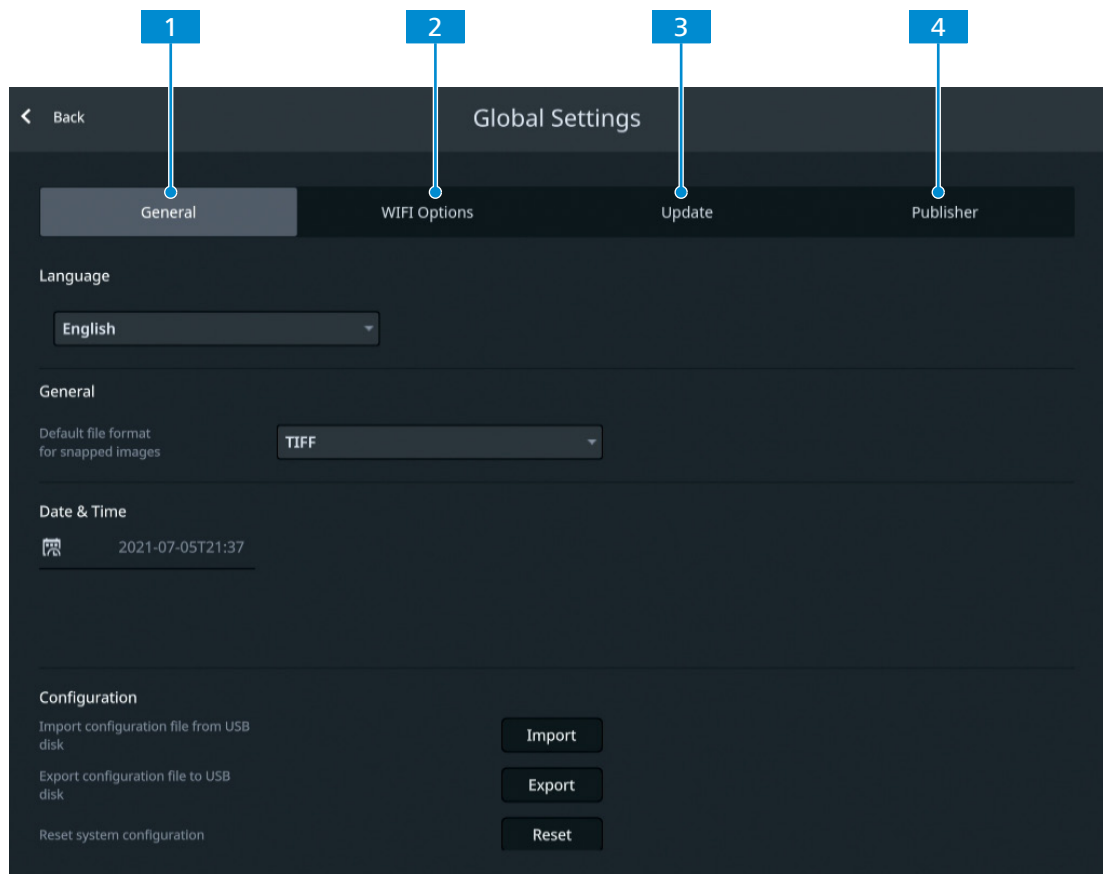 1 2 3 4
Back Global Settings
General WIFI Options Update Publisher
Language
English
General
Default file format
for snapped images
TIFF
Date & Time
2021-07-05T21:37
Configuration
Import configuration file from USB
disk
Import
Export configuration file to USB
disk
Export
Reset system configuration
Reset